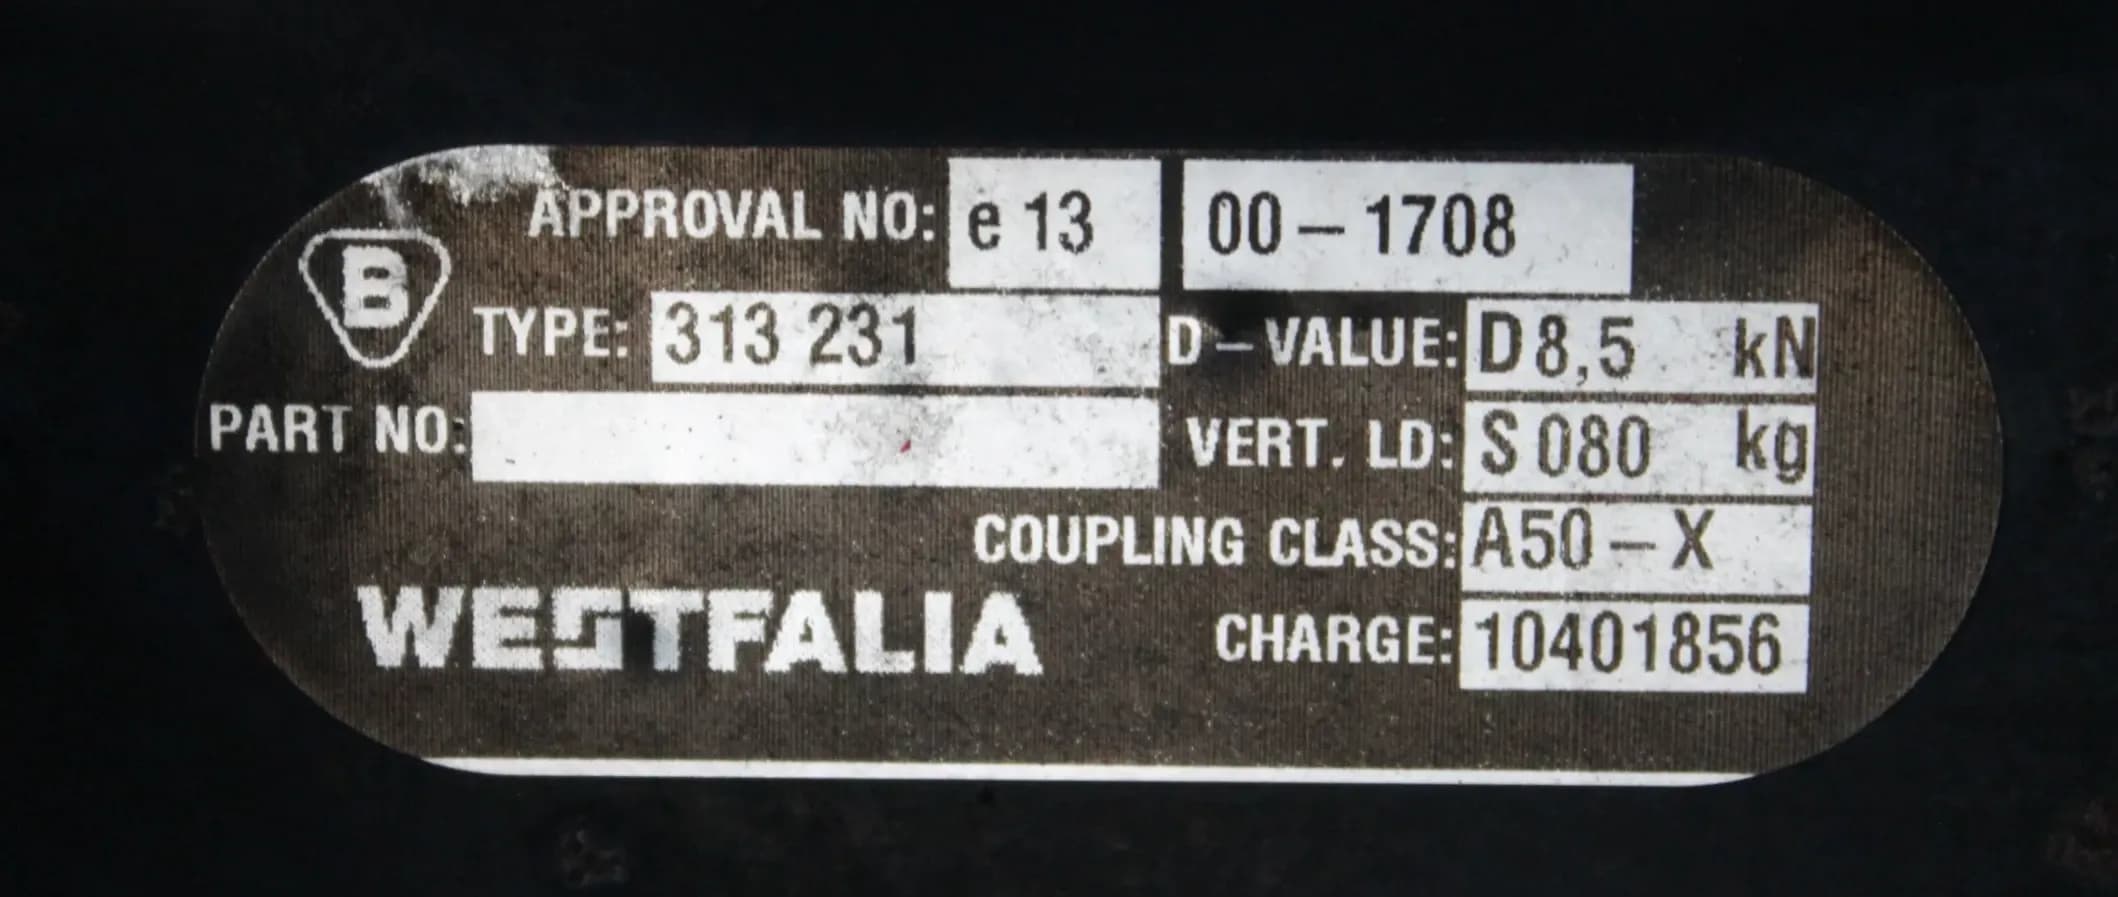 APPROVAL NO: e 13 00 - 1708
B
TYPE: 313 231 D - VALUE: D 8,5 kN
PART NO: VERT. LD: S 080 kg
COUPLING CLASS: A50 - X
WESTFALIA CHARGE: 10401856